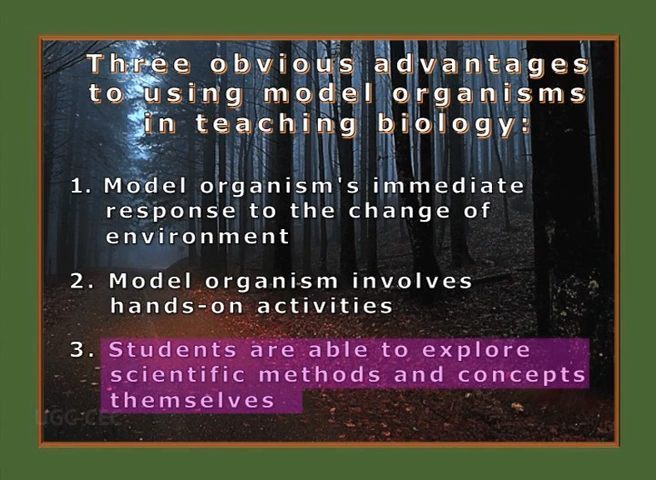 Three obvious advantages
to using model organisms
in teaching biology:
1. Model organism's immediate
response to the change of
environment
2. Model organism involves
hands-on activities
3. Students are able to explore
scientific methods and concepts
themselves
UGC-CEC